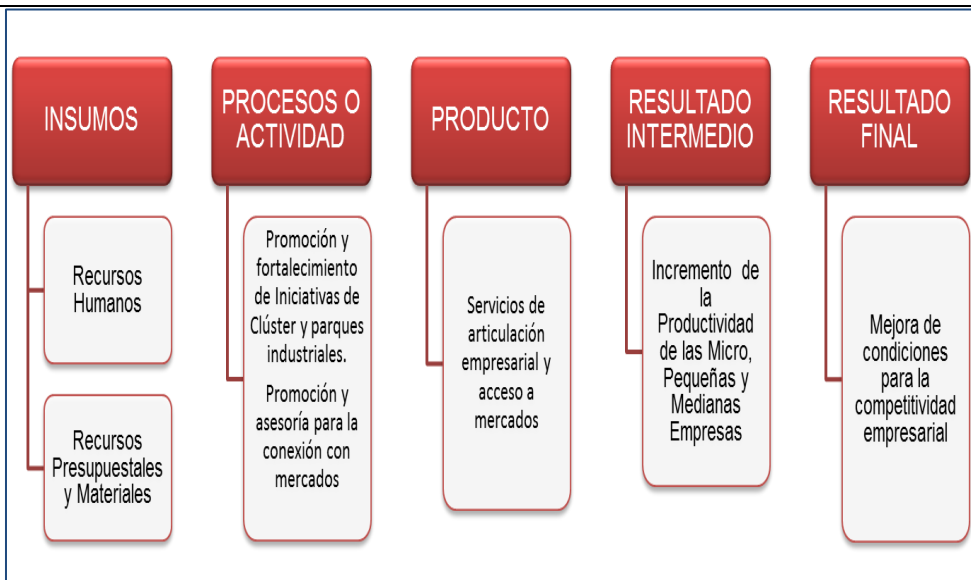 INSUMOS
Recursos
Humanos
Recursos
Presupuestales
y Materiales
PROCESOS O
ACTIVIDAD
Promoción y
fortalecimiento
de Iniciativas de
Clúster y parques
industriales.
Promoción y
asesoría para la
conexión con
mercados
PRODUCTO
Servicios de
articulación
empresarial y
acceso a
mercados
RESULTADO
INTERMEDIO
Incremento de
la
Productividad
de las Micro,
Pequeñas y
Medianas
Empresas
RESULTADO
FINAL
Mejora de
condiciones
para la
competitividad
empresarial